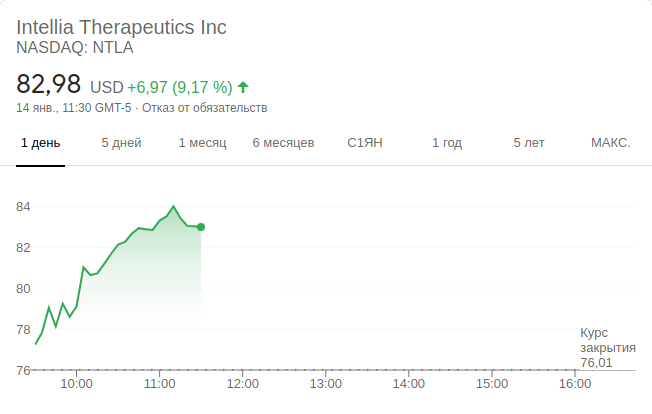 Intellia Therapeutics Inc
NASDAQ: NTLA
82,98 USD +6,97 (9,17 %)
14 янв., 11:30 GMT-5 · Отказ от обязательств
1 день 5 дней 1 месяц 6 месяцев С1ЯН 1 год 5 лет МАКС.
84
82
80
78
76
Курс
закрытия
76,01
10:00 11:00 12:00 13:00 14:00 15:00 16:00